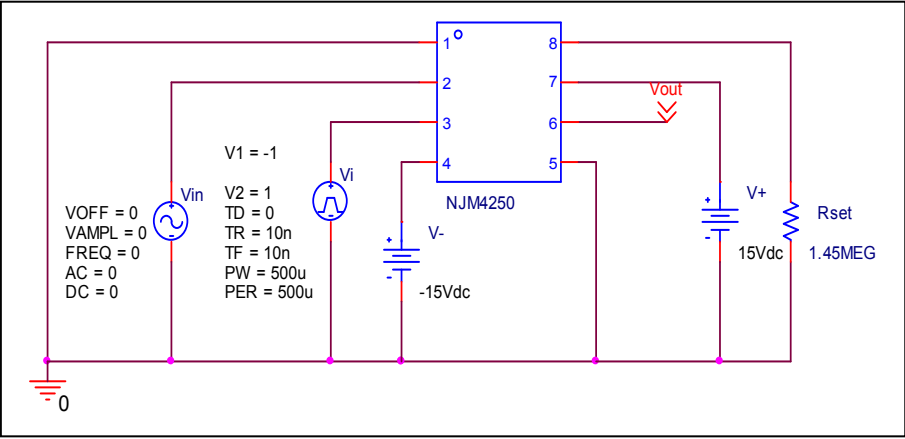 1
2
3
4
8
7
6
5
NJM4250
Vout
V1 = -1
V2 = 1
TD = 0
TR = 10n
TF = 10n
PW = 500u
PER = 500u
Vi
Vin
VOFF = 0
VAMPL = 0
FREQ = 0
AC = 0
DC = 0
V-
+
-
-15Vdc
V+
+
-
15Vdc
Rset
1.45MEG
0